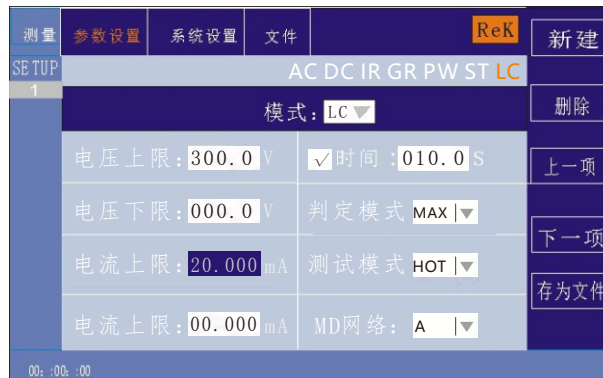 测量 参数设置 系统设置 文件 ReK 新建
SETUP AC DC IR GR PW ST LC
1
模式：LC
删除
电压上限：300.0 V √时间：010.0 S
上一项
电压下限：000.0 V 判定模式 MAX
下一项
电流上限：20.000 mA 测试模式 HOT
存为文件
电流上限：00.000 mA MD网络： A
00: :00: :00